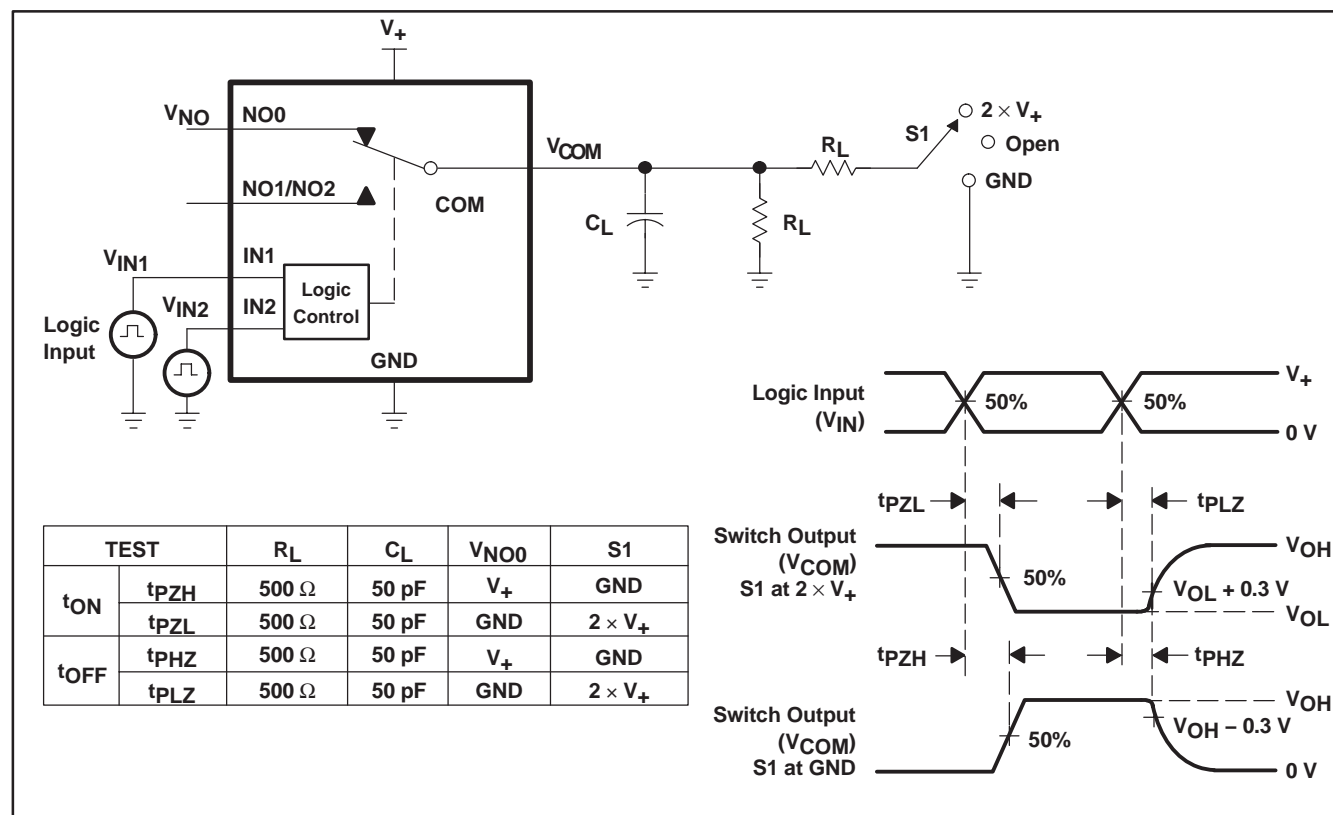 V+
VNO NO0
NO1/NO2
COM
VCOM
CL
RL
RL
S1
2 × V+
Open
GND
VIN1 IN1
VIN2 IN2
Logic
Control
Logic
Input
GND
TEST RL CL VNO0 S1
tON tPZH 500 Ω 50 pF V+ GND
tPZL 500 Ω 50 pF GND 2 × V+
tOFF tPHZ 500 Ω 50 pF V+ GND
tPLZ 500 Ω 50 pF GND 2 × V+
Logic Input
(VIN)
50%
50%
V+
0 V
tPZL
tPLZ
Switch Output
(VCOM)
S1 at 2 × V+
50%
VOH
VOL + 0.3 V
VOL
tPZH
tPHZ
Switch Output
(VCOM)
S1 at GND
50%
VOH
VOH – 0.3 V
0 V